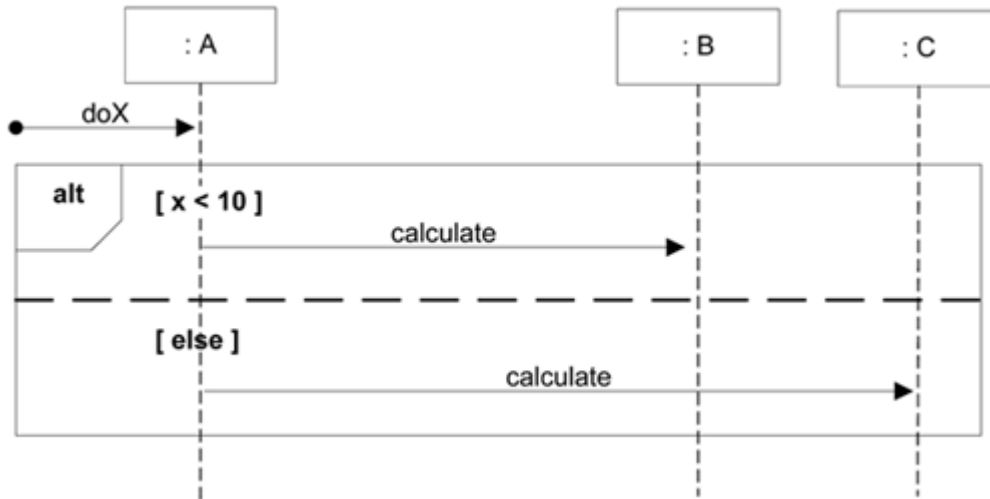 : A
: B
: C
doX
alt
[ x < 10 ]
calculate
[ else ]
calculate